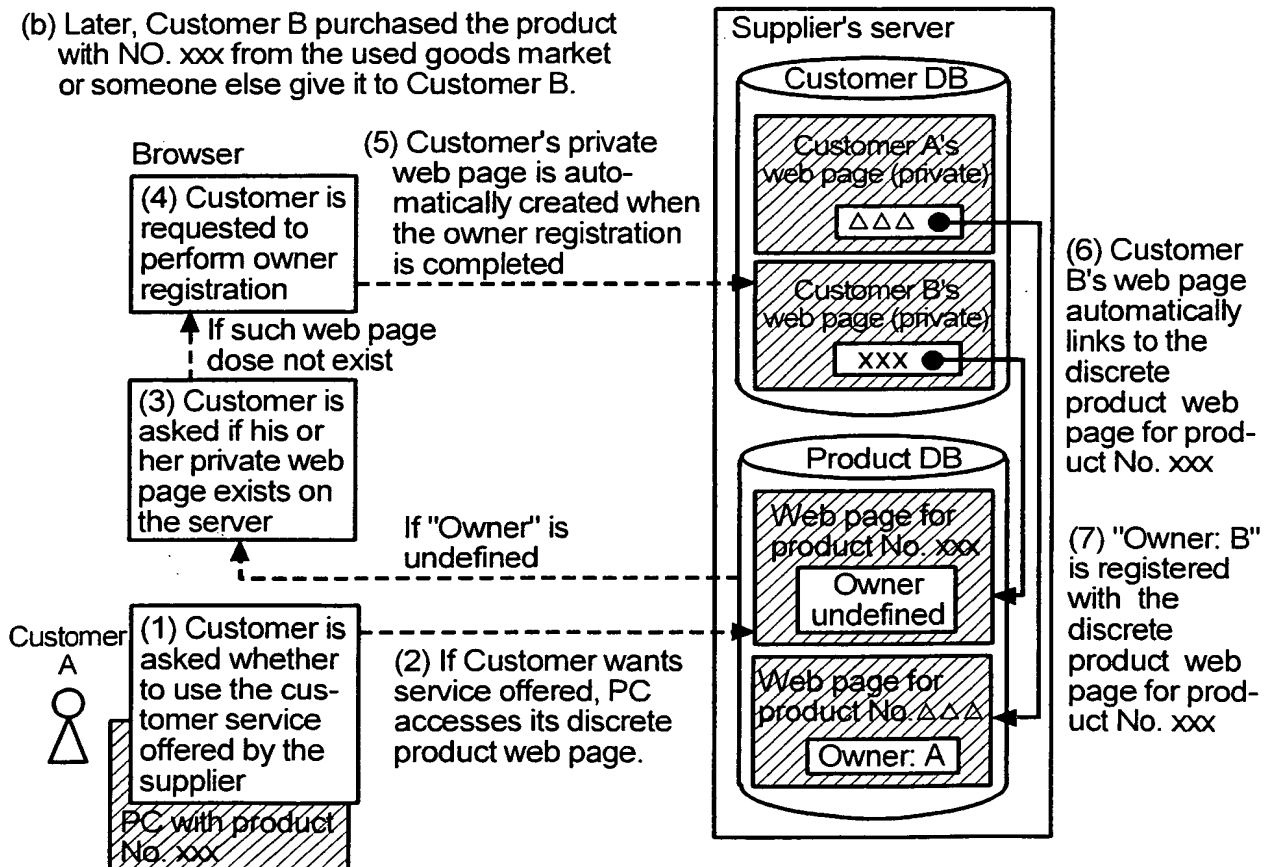 (b) Later, Customer B purchased the product
with NO. xxx from the used goods market
or someone else give it to Customer B.
Supplier's server
Customer DB
Customer A's
web page (private)
△△△
Customer B's
web page (private)
xxx
Browser
(4) Customer is
requested to
perform owner
registration
(5) Customer's private
web page is auto-
matically created when
the owner registration
is completed
If such web page
dose not exist
(3) Customer is
asked if his or
her private web
page exists on
the server
If "Owner" is
undefined
(6) Customer
B's web page
automatically
links to the
discrete
product web
page for prod-
uct No. xxx
Product DB
Web page for
product No. xxx
Owner
undefined
Web page for
product No. △△△
Owner: A
(7) "Owner: B"
is registered
with the
discrete
product web
page for prod-
uct No. xxx
Customer
A
(1) Customer is
asked whether
to use the cus-
tomer service
offered by the
supplier
(2) If Customer wants
service offered, PC
accesses its discrete
product web page.
PC with product
No. xxx